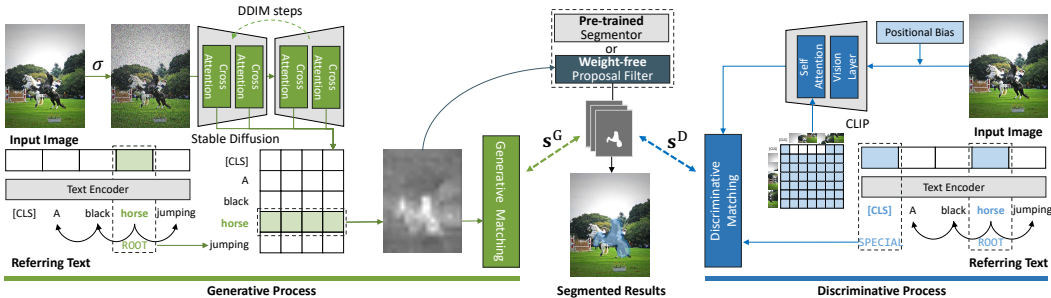 DDIM steps
σ
Cross
Attention
Cross
Attention
Cross
Attention
Cross
Attention
Input Image
Stable Diffusion
Text Encoder
[CLS] A black horse jumping
ROOT
Referring Text
[CLS]
A
black
horse
jumping
Generative Matching
Generative Process
Pre-trained
Segmentor
or
Weight-free
Proposal Filter
s^G
s^D
Segmented Results
Discriminative
Matching
Self
Attention
Vision
Layer
Positional Bias
CLIP
[CLS]
[CLS]
Input Image
Text Encoder
[CLS] A black horse jumping
SPECIAL ROOT
Referring Text
Discriminative Process